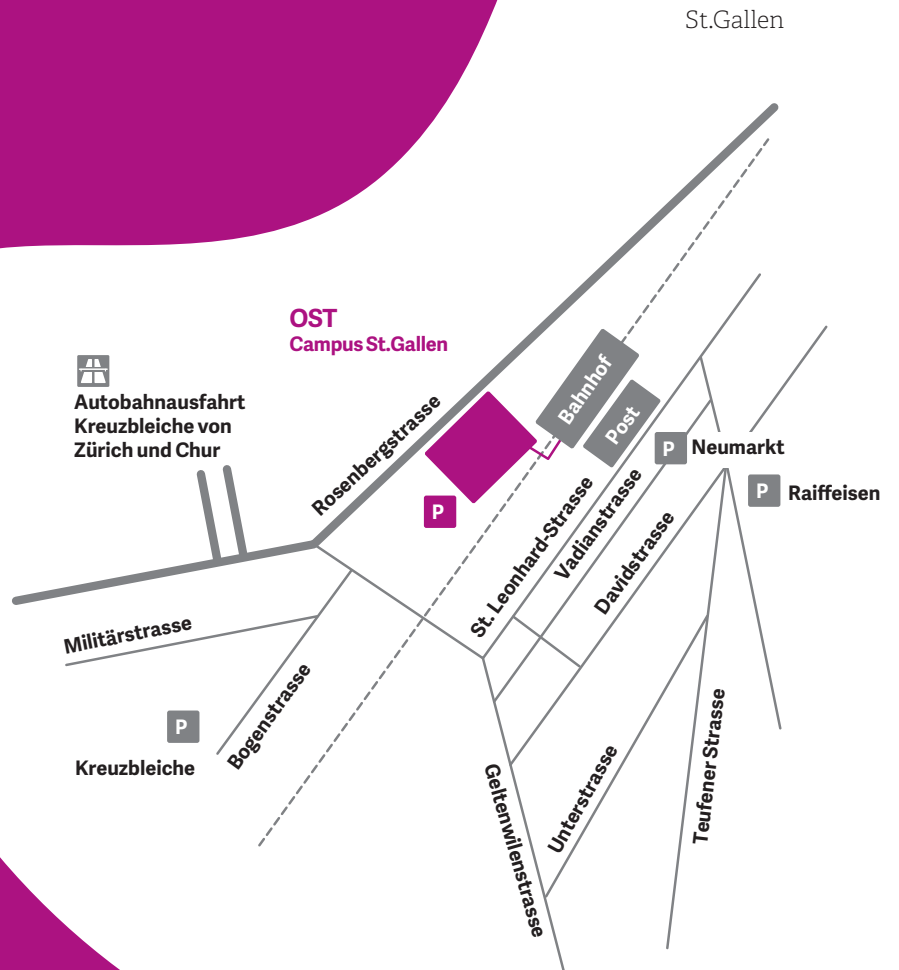 St.Gallen
OST
Campus St.Gallen
Autobahnausfahrt
Kreuzbleiche von
Zürich und Chur
Rosenbergstrasse
Bahnhof
Post
P Neumarkt
P Raiffeisen
P
St. Leonhard-Strasse
Vadianstrasse
Davidstrasse
Militärstrasse
Bogenstrasse
P
Kreuzbleiche
Geltenwilenstrasse
Unterstrasse
Teufener Strasse